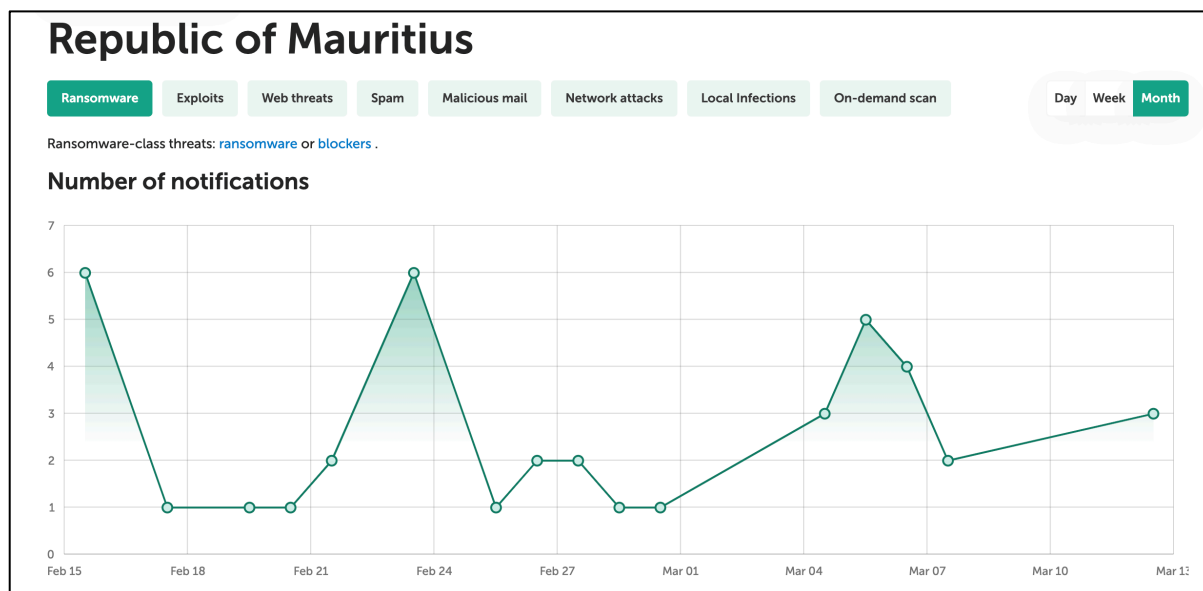 Republic of Mauritius
Ransomware Exploits Web threats Spam Malicious mail Network attacks Local Infections On-demand scan Day Week Month
Ransomware-class threats: ransomware or blockers .
Number of notifications
7
6
5
4
3
2
1
0
Feb 15 Feb 18 Feb 21 Feb 24 Feb 27 Mar 01 Mar 04 Mar 07 Mar 10 Mar 13